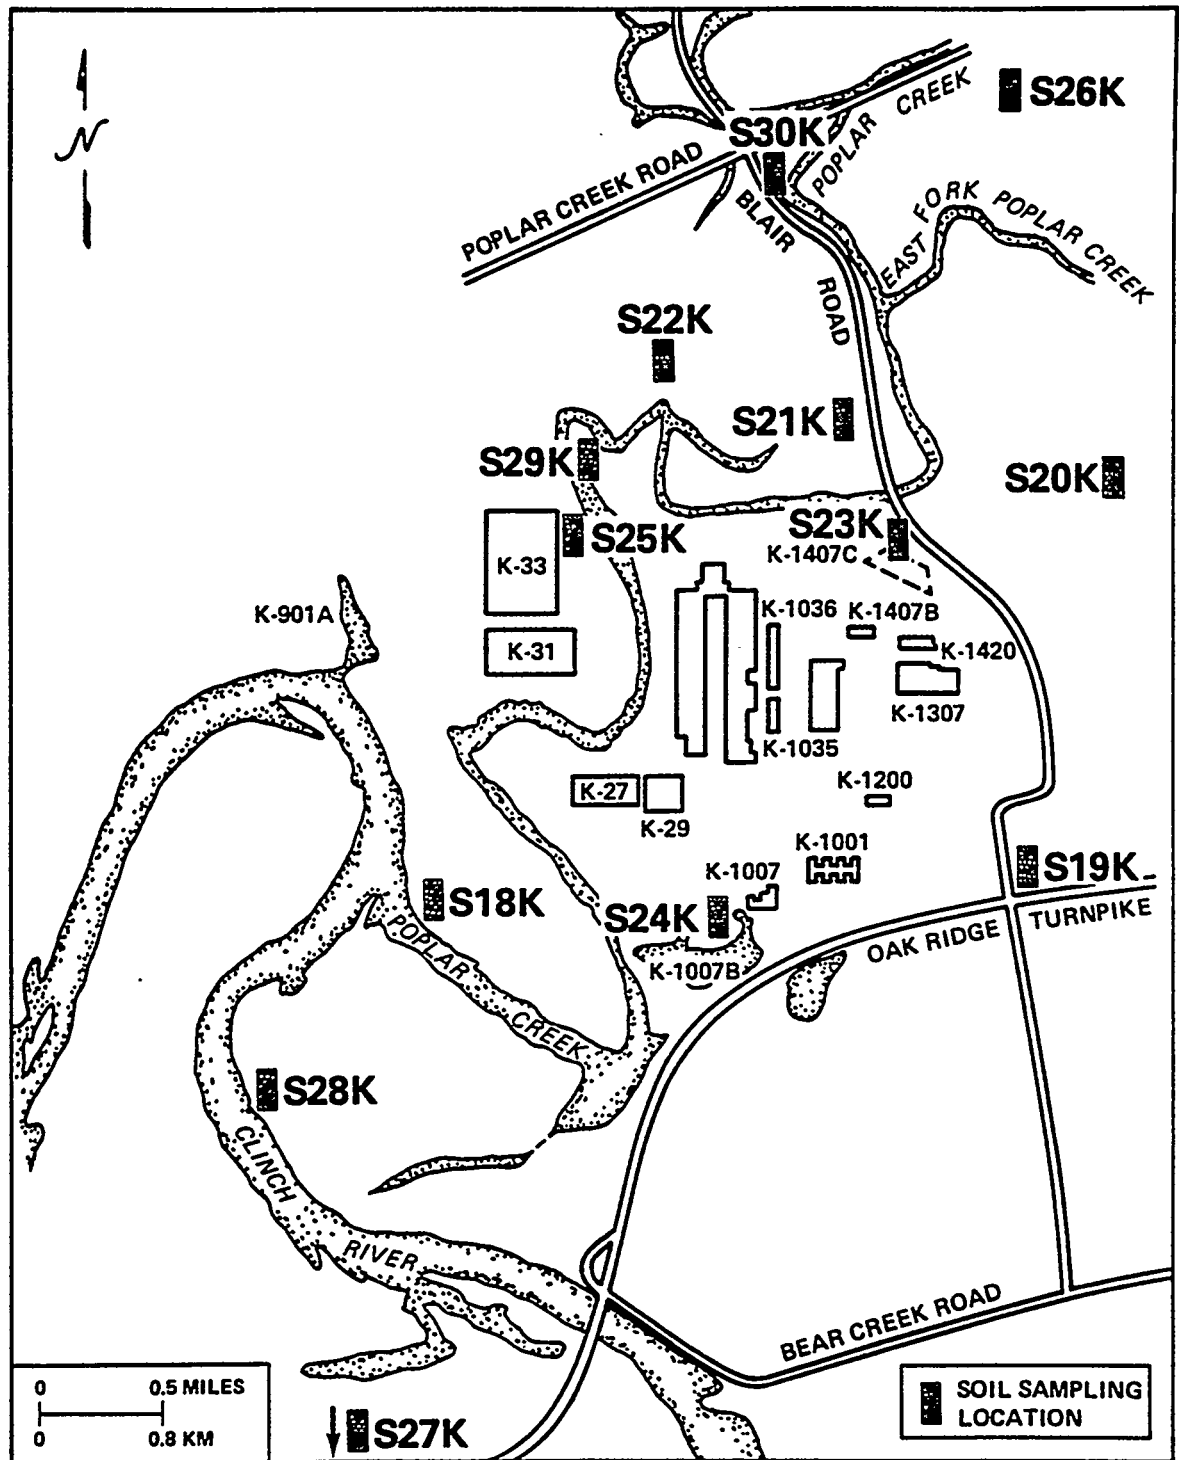 S26K
POPLAR CREEK
S30K
POPLAR CREEK ROAD
POPLAR
BLAIR
ROAD
EAST FORK POPLAR CREEK
N
S22K
S21K
S29K
S20K
S23K
S25K
K-1407C
K-33
K-901A
K-1036
K-1407B
K-31
K-1420
K-1307
K-1035
K-27
K-1200
K-29
K-1001
K-1007
S19K
S18K
S24K
POPLAR
CREEK
OAK RIDGE TURNPIKE
K-1007B
S28K
CLINCH
RIVER
BEAR CREEK ROAD
0 0.5 MILES
0 0.8 KM
S27K
SOIL SAMPLING
LOCATION